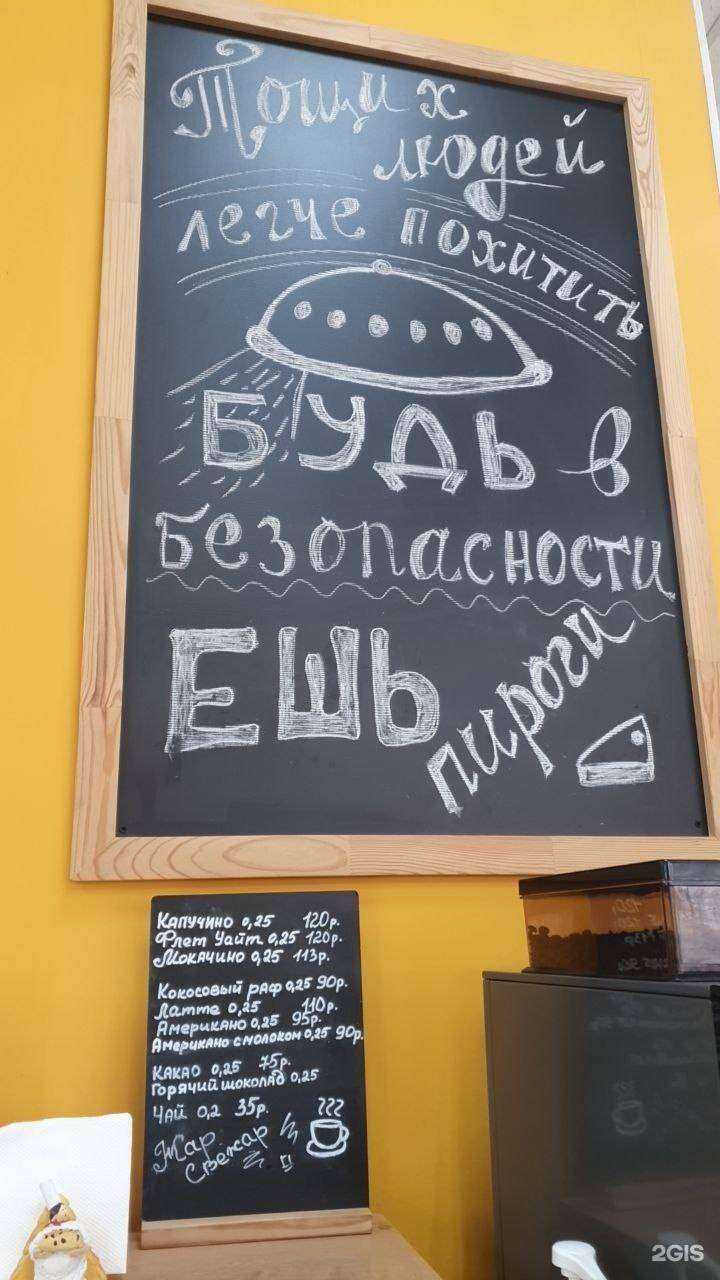 Тощих
людей
легче похитить
БУДЬ в
безопасности
ЕШЬ
пироги
Капучино 0,25 120р.
Флет Уайт 0,25 120р.
Мокачино 0,25 113р.
Кокосовый раф 0,25 90р.
Латте 0,25 110р.
Американо 0,25 95р.
Американо с молоком 0,25 90р.
Какао 0,25 75р.
Горячий шоколад 0,25
Чай 0,2 35р.
Жар
Свежар
2GIS